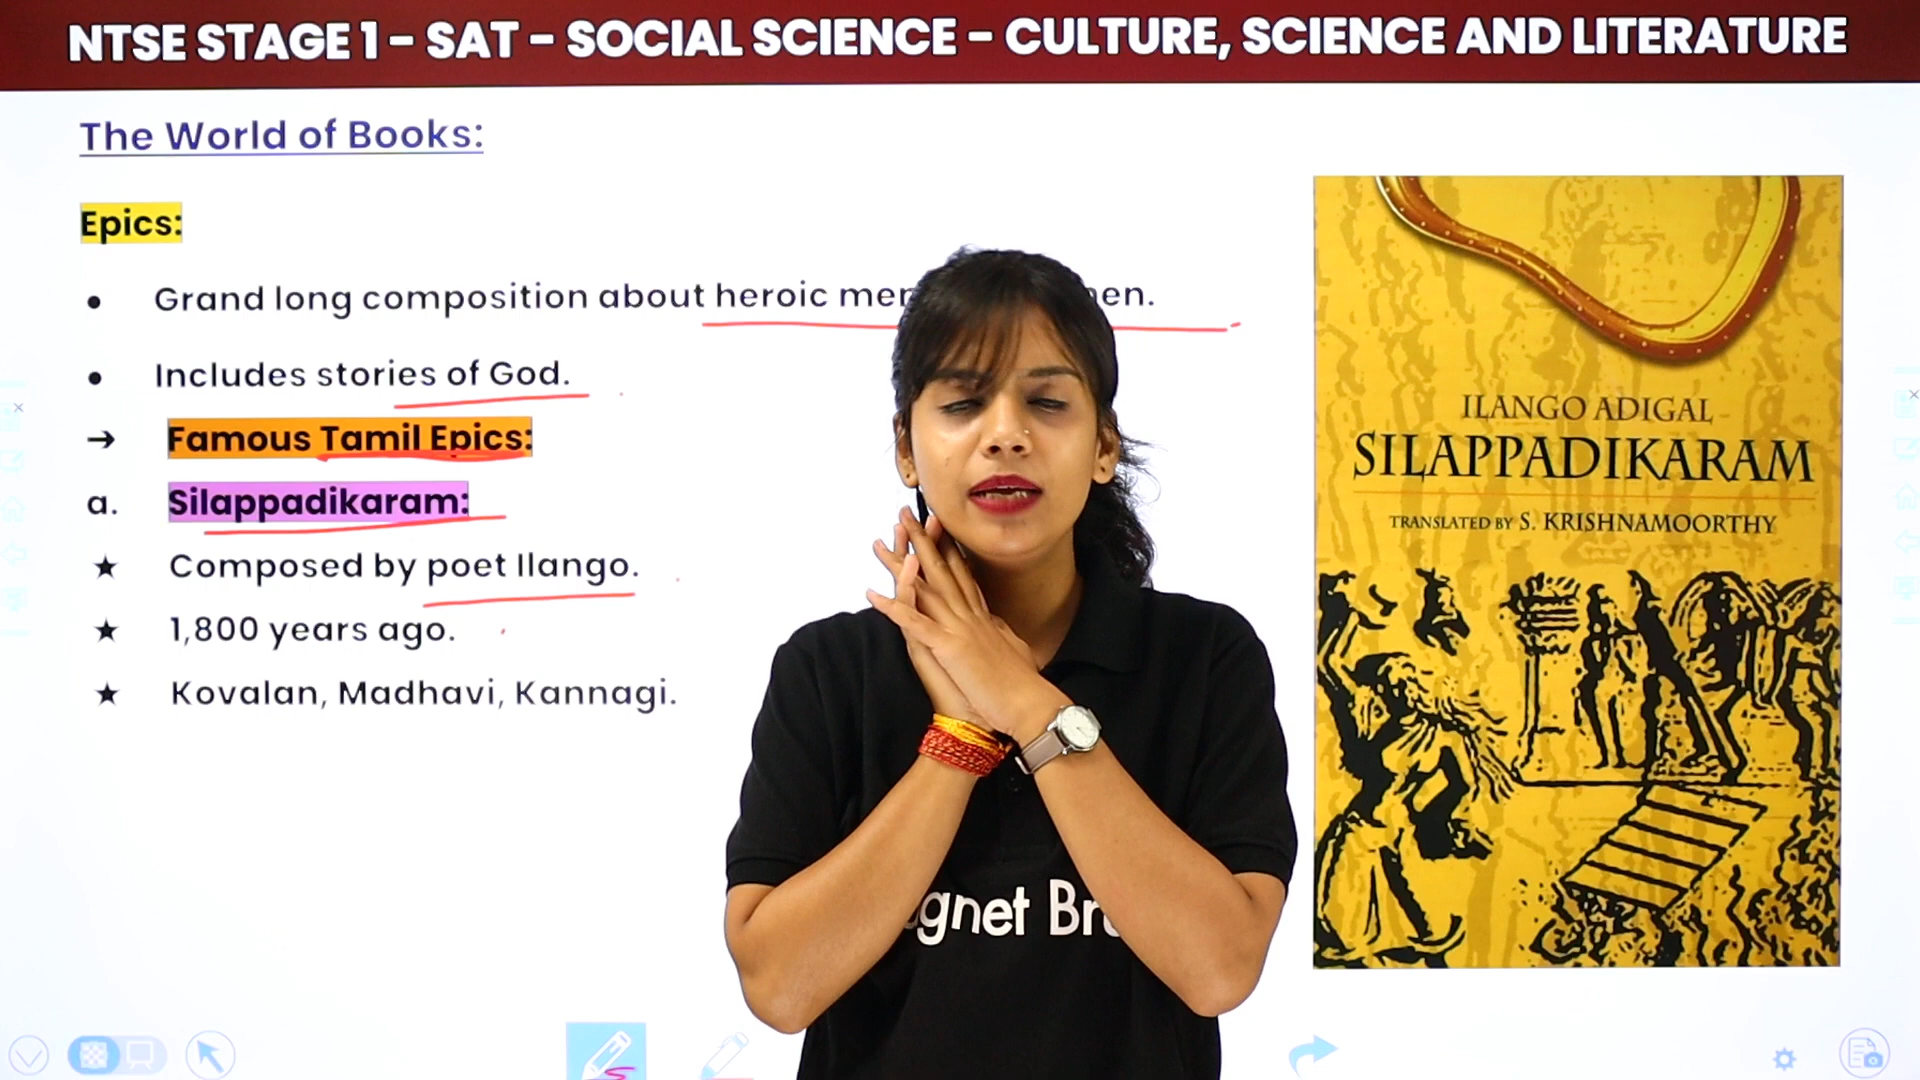 NTSE STAGE 1 – SAT – SOCIAL SCIENCE – CULTURE, SCIENCE AND LITERATURE
The World of Books:
Epics:
• Grand long composition about heroic men
• Includes stories of God.
→ Famous Tamil Epics:
a. Silappadikaram:
★ Composed by poet Ilango.
★ 1,800 years ago.
★ Kovalan, Madhavi, Kannagi.
ILANGO ADIGAL
SILAPPADIKARAM
TRANSLATED BY S. KRISHNAMOORTHY
gnet Br